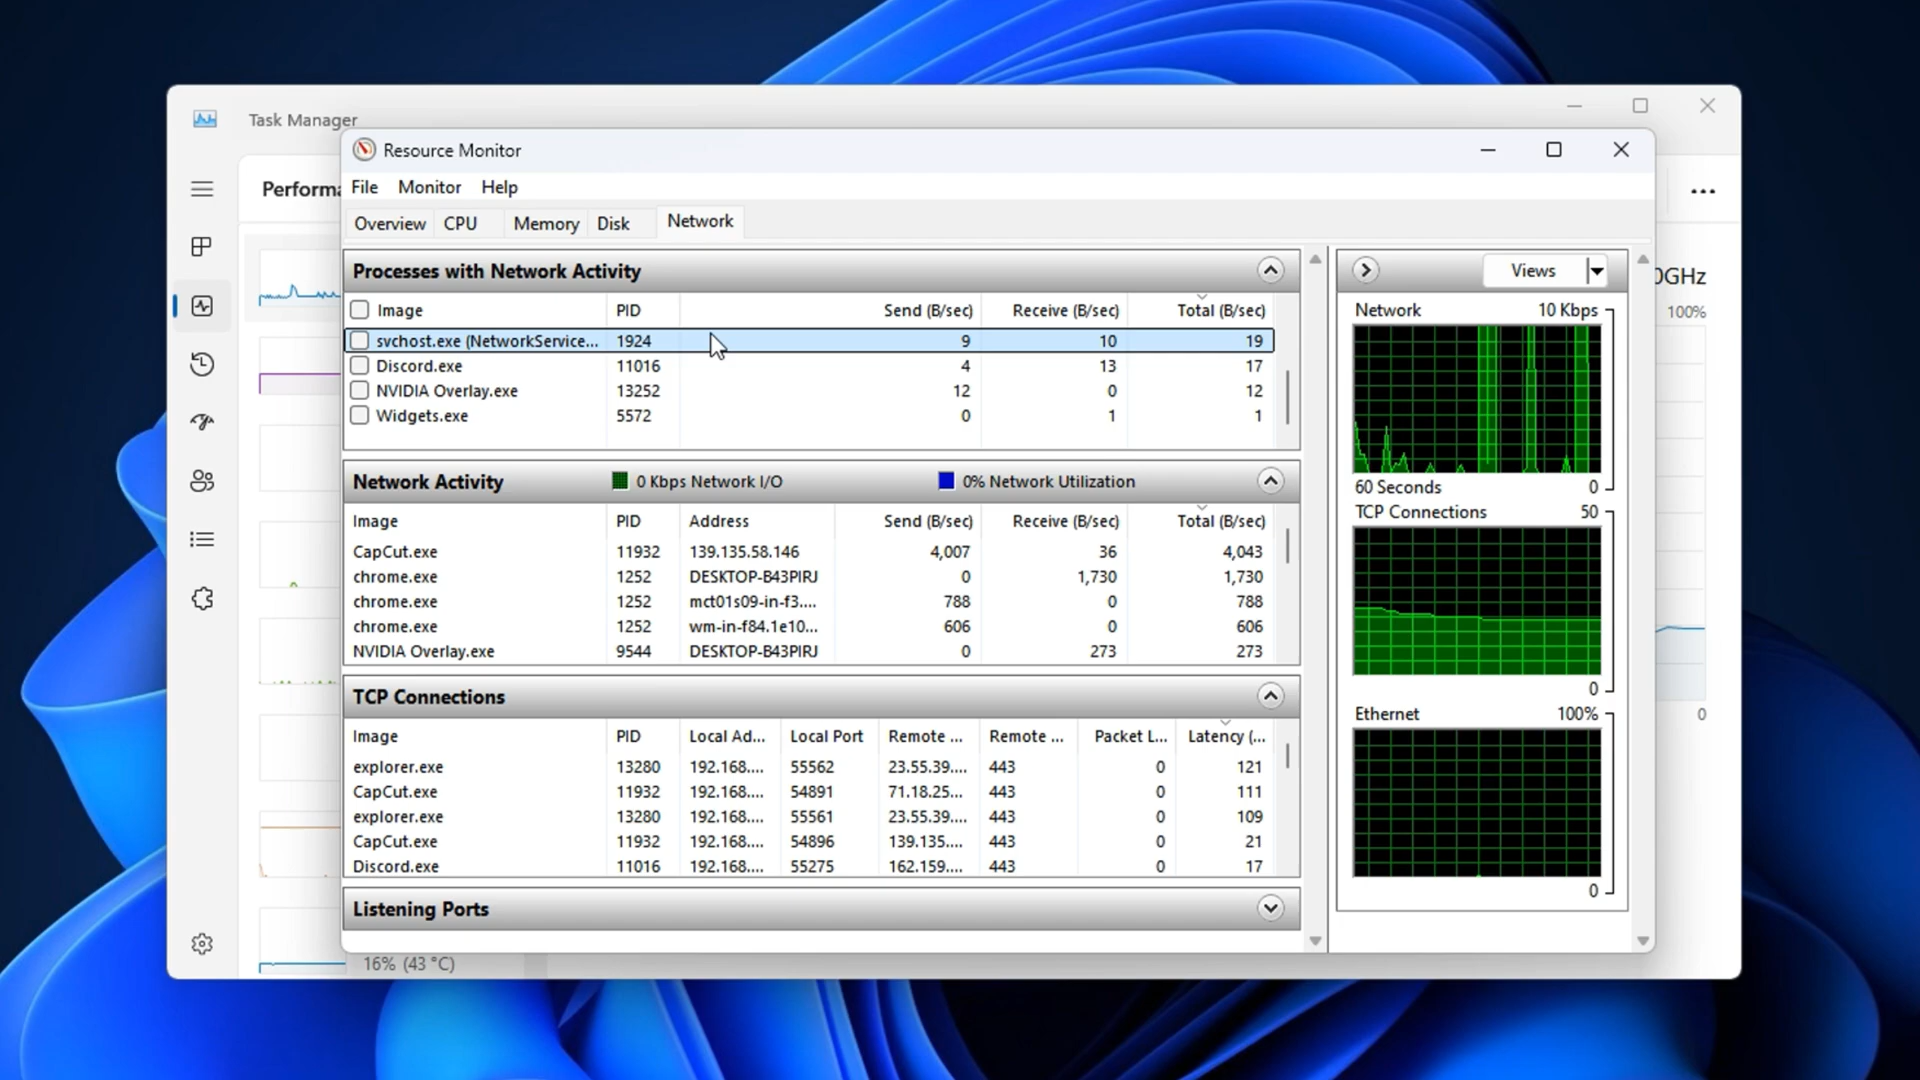 Task Manager
Performa
Resource Monitor
File Monitor Help
Overview CPU Memory Disk Network
Processes with Network Activity
Image PID Send (B/sec) Receive (B/sec) Total (B/sec)
svchost.exe (NetworkService... 1924 9 10 19
Discord.exe 11016 4 13 17
NVIDIA Overlay.exe 13252 12 0 12
Widgets.exe 5572 0 1 1
Network Activity 0 Kbps Network I/O 0% Network Utilization
Image PID Address Send (B/sec) Receive (B/sec) Total (B/sec)
CapCut.exe 11932 139.135.58.146 4,007 36 4,043
chrome.exe 1252 DESKTOP-B43PIRJ 0 1,730 1,730
chrome.exe 1252 mct01s09-in-f3.... 788 0 788
chrome.exe 1252 wm-in-f84.1e10... 606 0 606
NVIDIA Overlay.exe 9544 DESKTOP-B43PIRJ 0 273 273
TCP Connections
Image PID Local Ad... Local Port Remote ... Remote ... Packet L... Latency (...
explorer.exe 13280 192.168.... 55562 23.55.39.... 443 0 121
CapCut.exe 11932 192.168.... 54891 71.18.25... 443 0 111
explorer.exe 13280 192.168.... 55561 23.55.39.... 443 0 109
CapCut.exe 11932 192.168.... 54896 139.135.... 443 0 21
Discord.exe 11016 192.168.... 55275 162.159.... 443 0 17
Listening Ports
Views
Network 10 Kbps
60 Seconds 0
TCP Connections 50
0
Ethernet 100%
0
0GHz
100%
0
16% (43 °C)